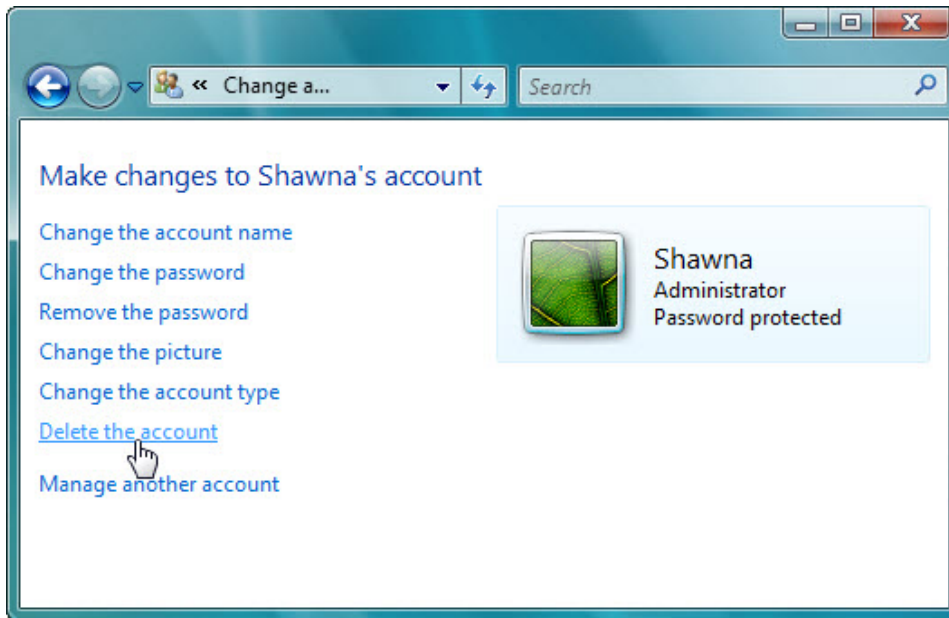 « Change a...
Search
Make changes to Shawna's account
Change the account name
Change the password
Remove the password
Change the picture
Change the account type
Delete the account
Manage another account
Shawna
Administrator
Password protected